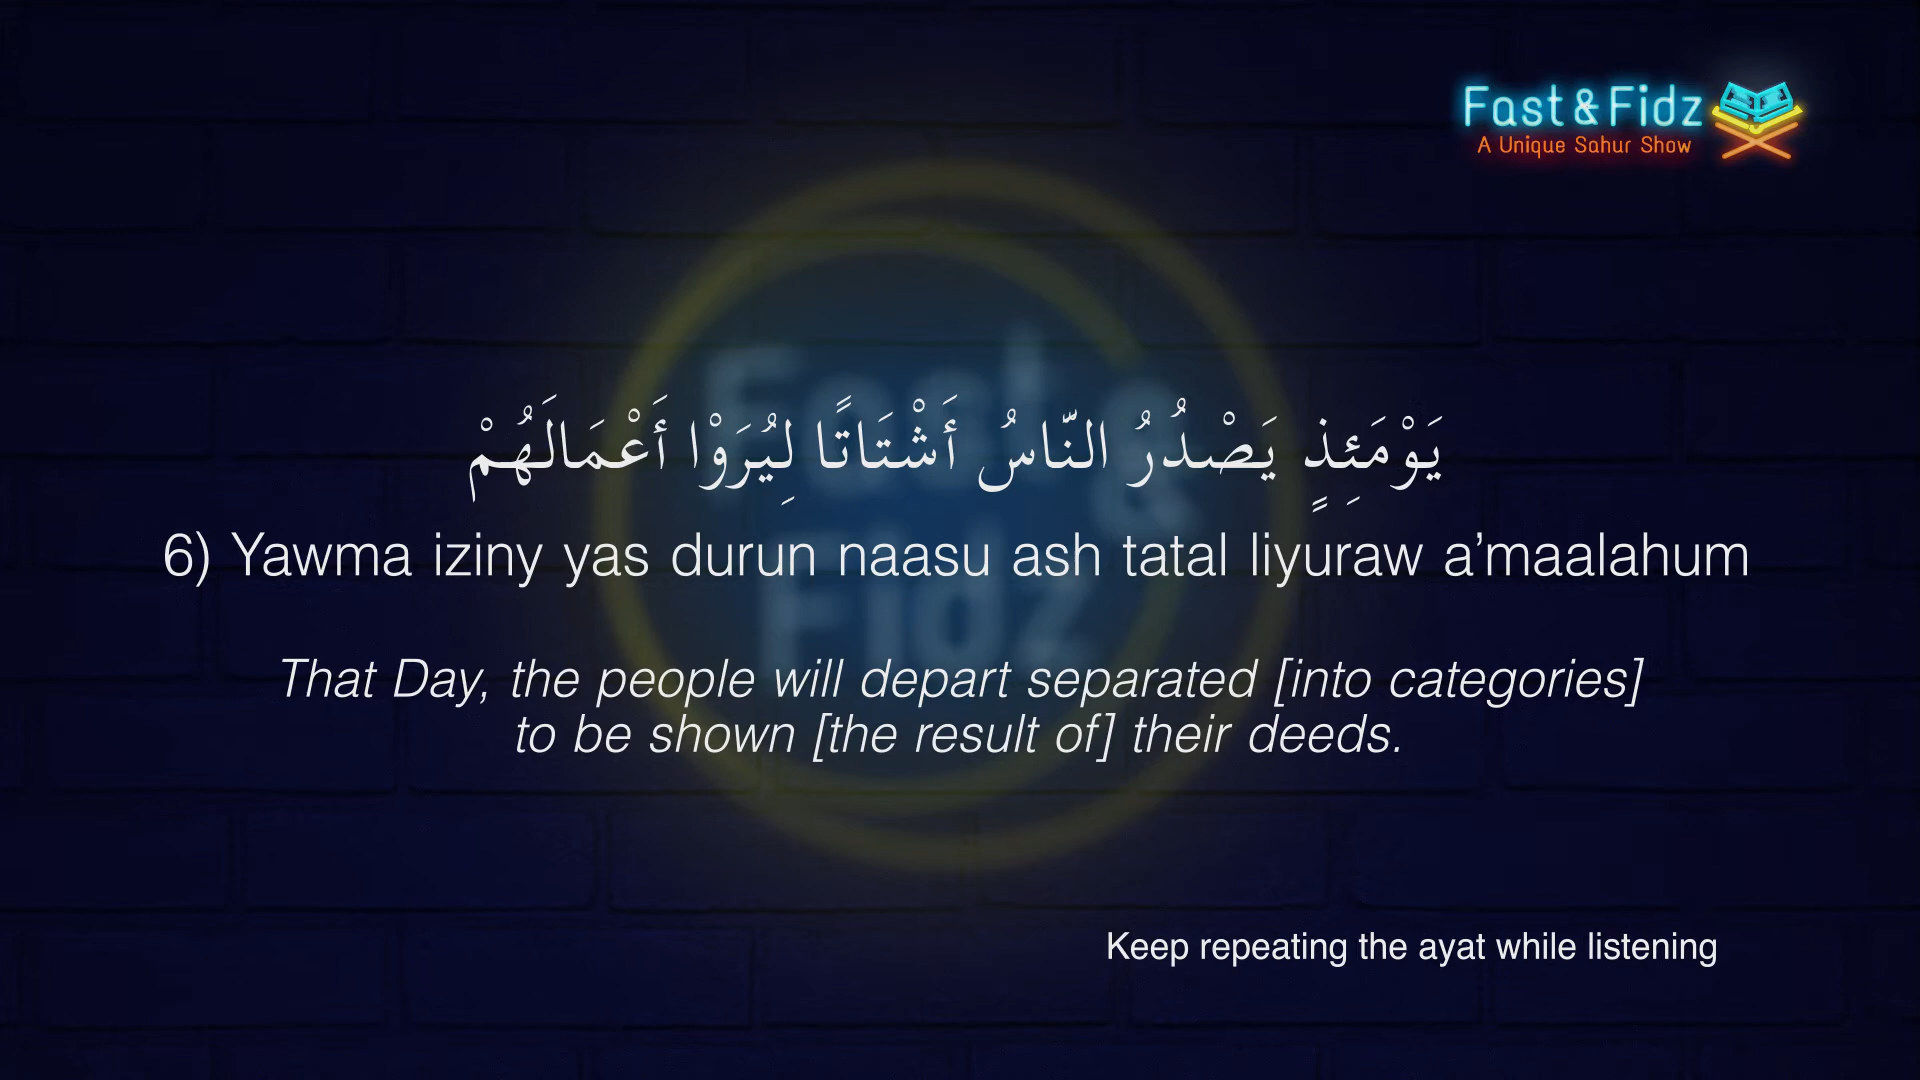 Fast & Fidz
A Unique Sahur Show
يَوْمَئِذٍ يَصْدُرُ النَّاسُ أَشْتَاتًا لِيُرَوْا أَعْمَالَهُمْ
6) Yawma iziny yas durun naasu ash tatal liyuraw a’maalahum
That Day, the people will depart separated [into categories]
to be shown [the result of] their deeds.
Fast &
Fidz
Keep repeating the ayat while listening